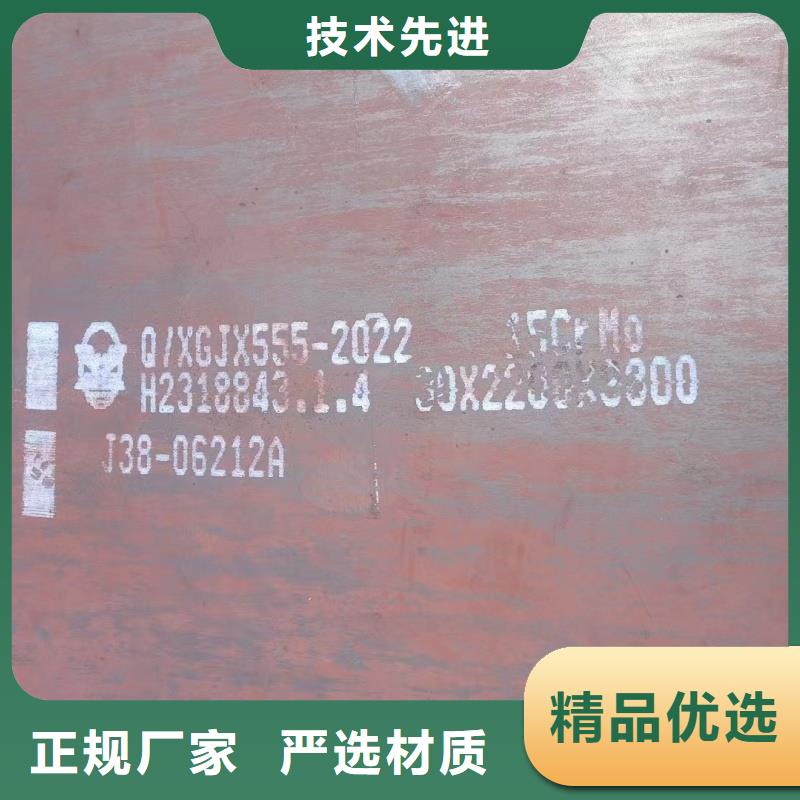 技术先进
Q/XGJX555-2022 15CrMo
H2318843.1.4
J38-06212A
精品优选
正规厂家 严选材质